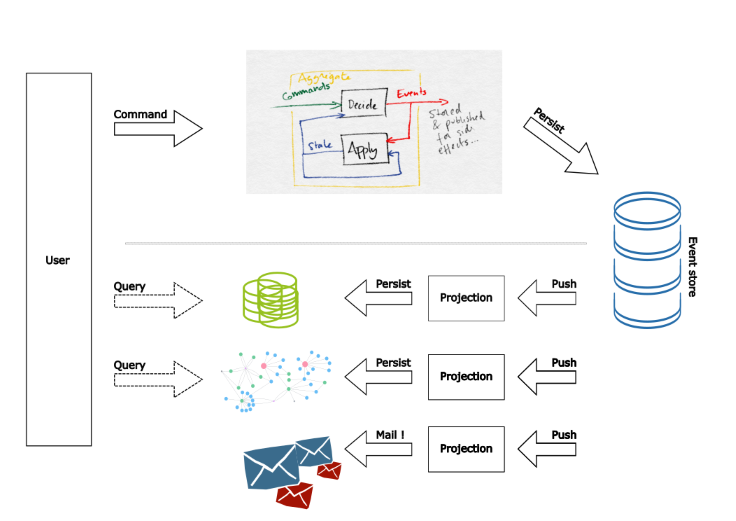 Aggregate
Commands
Decide
Events
Stored
& published
for side
effects...
State
Apply
Command
Persist
User
Event store
Query
Persist
Projection
Push
Query
Persist
Projection
Push
Mail !
Projection
Push